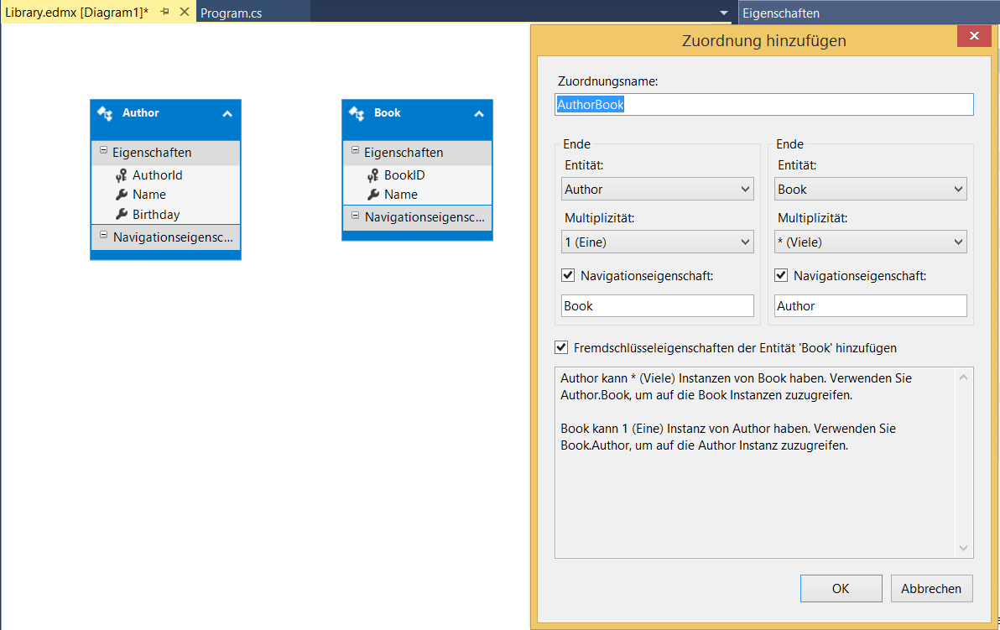 Library.edmx [Diagram1]*
Program.cs
Eigenschaften
Author
Eigenschaften
AuthorId
Name
Birthday
Navigationseigensc...
Book
Eigenschaften
BookID
Name
Navigationseigensc...
Zuordnung hinzufügen
Zuordnungsname:
AuthorBook
Ende
Entität:
Author
Multiplizität:
1 (Eine)
Navigationseigenschaft:
Book
Ende
Entität:
Book
Multiplizität:
* (Viele)
Navigationseigenschaft:
Author
Fremdschlüsseleigenschaften der Entität 'Book' hinzufügen
Author kann * (Viele) Instanzen von Book haben. Verwenden Sie
Author.Book, um auf die Book Instanzen zuzugreifen.
Book kann 1 (Eine) Instanz von Author haben. Verwenden Sie
Book.Author, um auf die Author Instanz zuzugreifen.
OK
Abbrechen